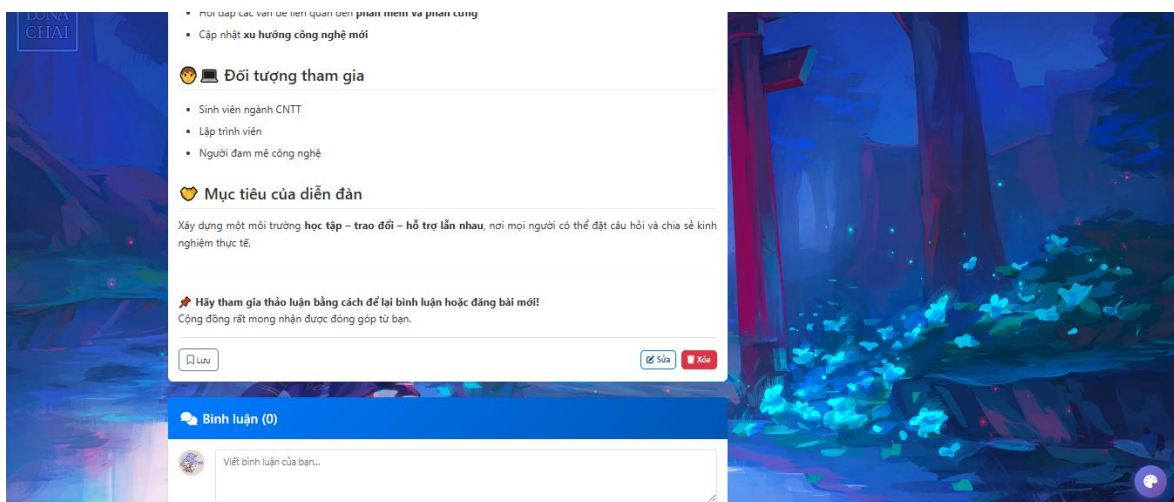 LUNA
CHAI
Hỏi đáp các vấn đề liên quan đến phần mềm và phần cứng
Cập nhật xu hướng công nghệ mới
Đối tượng tham gia
Sinh viên ngành CNTT
Lập trình viên
Người đam mê công nghệ
Mục tiêu của diễn đàn
Xây dựng một môi trường học tập – trao đổi – hỗ trợ lẫn nhau, nơi mọi người có thể đặt câu hỏi và chia sẻ kinh
nghiệm thực tế.
Hãy tham gia thảo luận bằng cách để lại bình luận hoặc đăng bài mới!
Cộng đồng rất mong nhận được đóng góp từ bạn.
Lưu
Sửa
Xóa
Bình luận (0)
Viết bình luận của bạn...